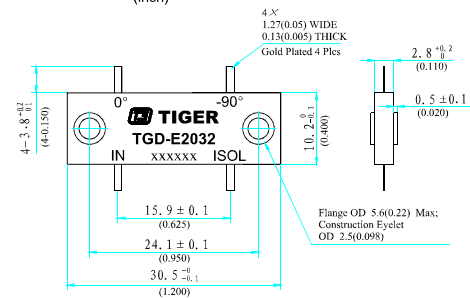 (inch)
4X
1.27(0.05) WIDE
0.13(0.005) THICK
Gold Plated 4 Plcs
2.8 +0.2 0
(0.110)
0.5±0.1
(0.020)
4-3.8 +0.2 -0.1
(4-0.150)
0° -90°
TIGER
TGD-E2032
IN xxxxxx ISOL
10.2 0 -0.1
(0.400)
15.9±0.1
(0.625)
24.1±0.1
(0.950)
30.5 -0 -0.1
(1.200)
Flange OD 5.6(0.22) Max;
Construction Eyelet
OD 2.5(0.098)